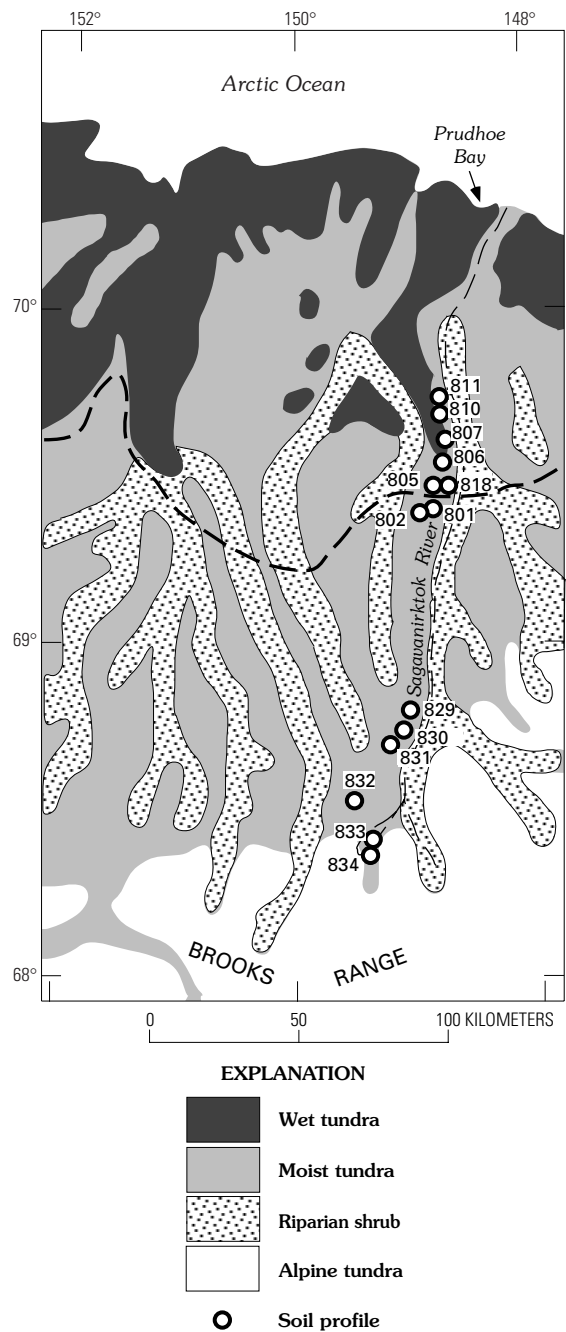 152°
150°
148°
Arctic Ocean
Prudhoe
Bay
70°
811
810
807
806
805
818
802
801
Sagavanirktok River
69°
829
830
831
832
833
834
BROOKS RANGE
68°
0 50 100 KILOMETERS
EXPLANATION
Wet tundra
Moist tundra
Riparian shrub
Alpine tundra
Soil profile